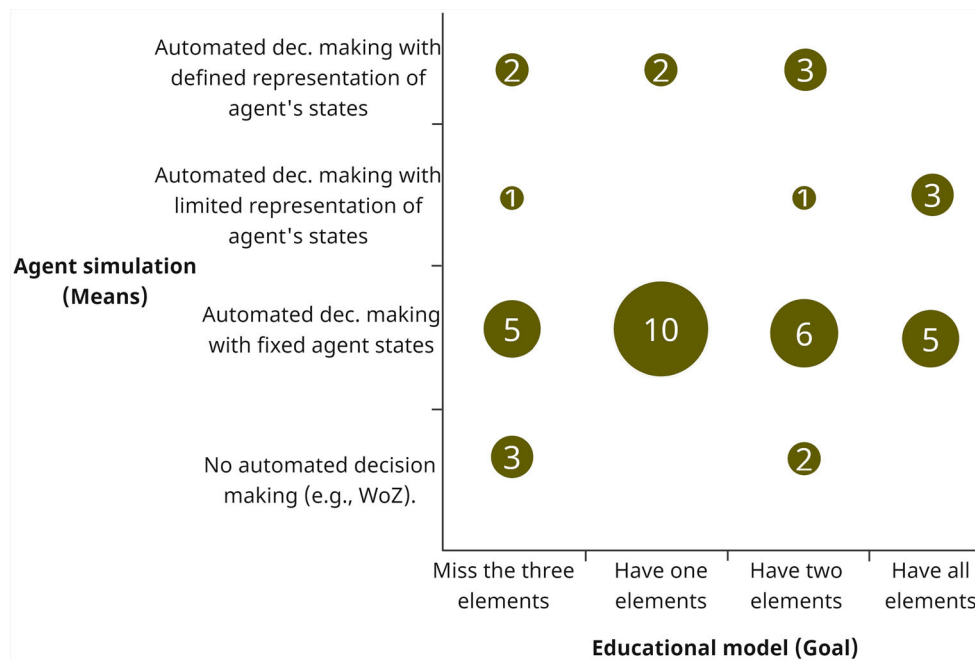 Automated dec. making with
defined representation of
agent's states
2
2
3
Automated dec. making with
limited representation of
agent's states
1
1
3
Agent simulation
(Means)
Automated dec. making
with fixed agent states
5
10
6
5
No automated decision
making (e.g., WoZ).
3
2
Miss the three
elements
Have one
elements
Have two
elements
Have all
elements
Educational model (Goal)